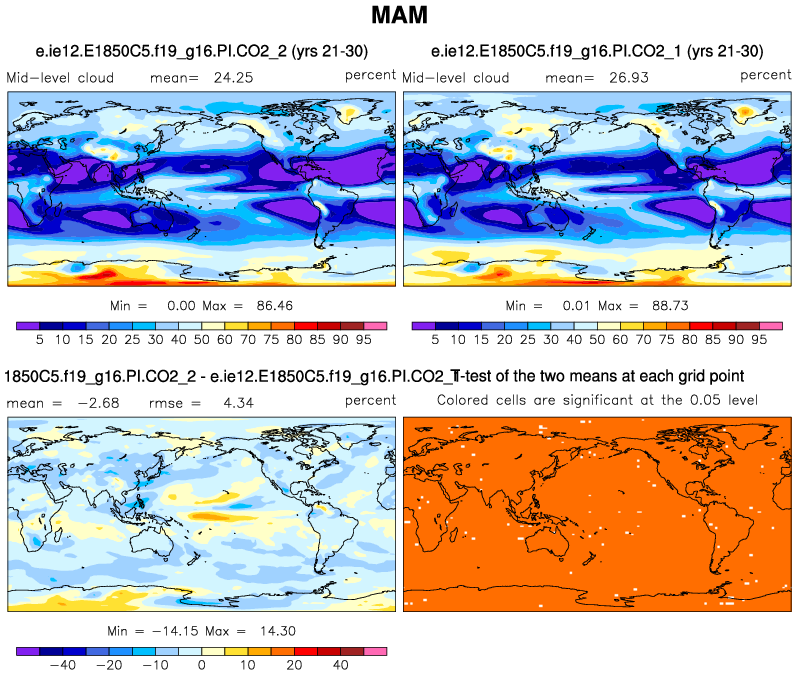 MAM
e.ie12.E1850C5.f19_g16.PI.CO2_2 (yrs 21-30)
e.ie12.E1850C5.f19_g16.PI.CO2_1 (yrs 21-30)
Mid-level cloud mean= 24.25 percent
Mid-level cloud mean= 26.93 percent
Min = 0.00 Max = 86.46
Min = 0.01 Max = 88.73
5 10 15 20 30 40 50 60 70 80 85 90 95
5 10 15 20 30 40 50 60 70 80 85 90 95
1850C5.f19_g16.PI.CO2_2 - e.ie12.E1850C5.f19_g16.PI.CO2_
T-test of the two means at each grid point
mean = -2.68 rmse = 4.34 percent
Colored cells are significant at the 0.05 level
Min = -14.15 Max = 14.30
-40 -20 -10 0 10 20 40